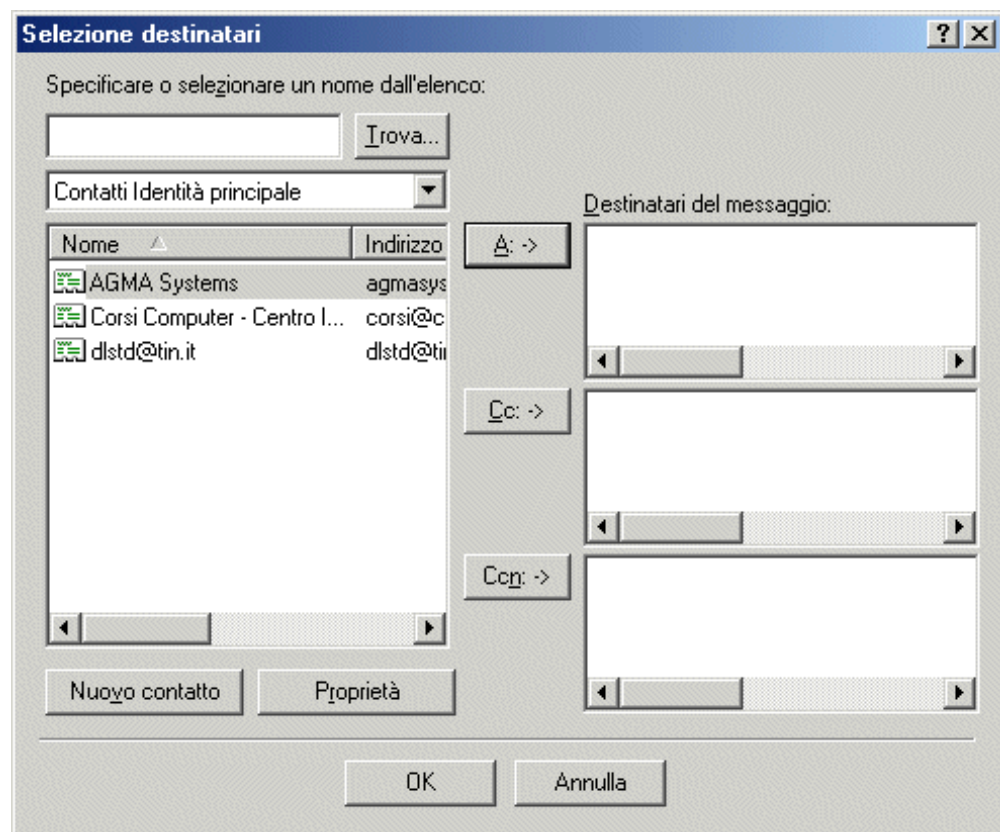 Selezione destinatari
Specificare o selezionare un nome dall'elenco:
Trova...
Contatti Identità principale
Destinatari del messaggio:
Nome Indirizzo
A: ->
AGMA Systems agmasys
Corsi Computer - Centro I... corsi@c
dlstd@tin.it dlstd@tin
Cc: ->
Ccn: ->
Nuovo contatto Proprietà
OK Annulla